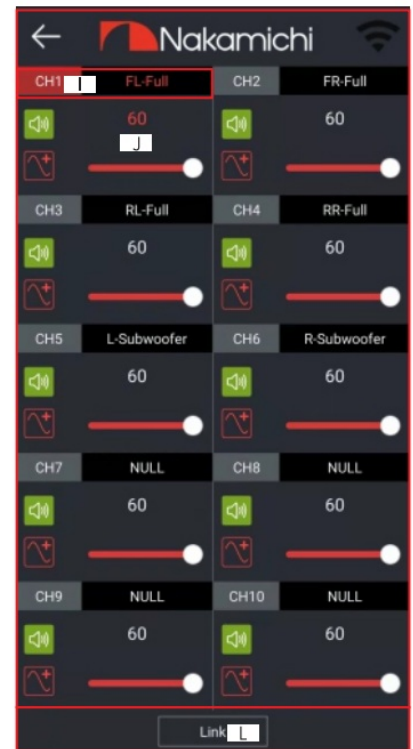 Nakamichi
CH1 I FL-Full CH2 FR-Full
60 60
J
CH3 RL-Full CH4 RR-Full
60 60
CH5 L-Subwoofer CH6 R-Subwoofer
60 60
CH7 NULL CH8 NULL
60 60
CH9 NULL CH10 NULL
60 60
Link L